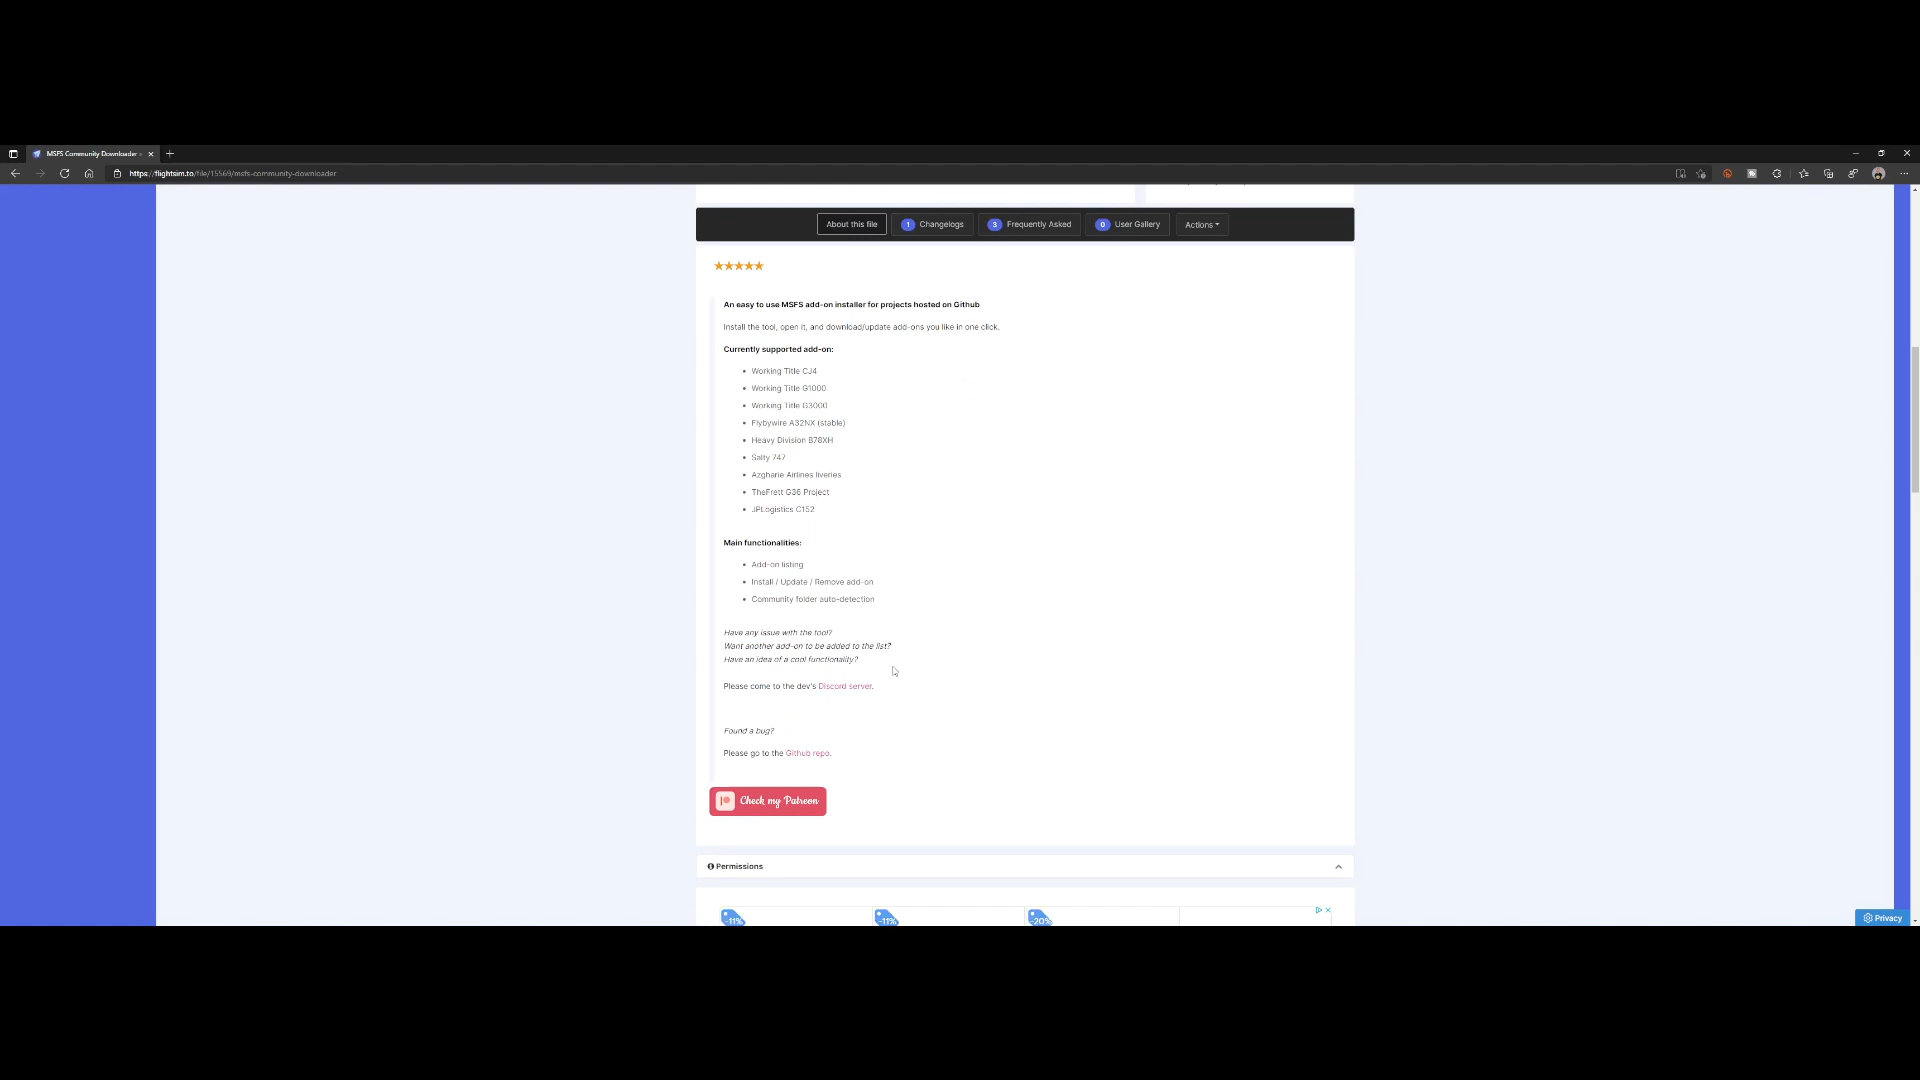 MSFS Community Downloader
https://flightsim.to/file/15569/msfs-community-downloader
About this file
1 Changelogs
3 Frequently Asked
0 User Gallery
Actions
An easy to use MSFS add-on installer for projects hosted on Github
Install the tool, open it, and download/update add-ons you like in one click.
Currently supported add-on:
• Working Title CJ4
• Working Title G1000
• Working Title G3000
• Flybywire A32NX (stable)
• Heavy Division B78XH
• Salty 747
• Azgharie Airlines liveries
• TheFrett G36 Project
• JPLogistics C152
Main functionalities:
• Add-on listing
• Install / Update / Remove add-on
• Community folder auto-detection
Have any issue with the tool?
Want another add-on to be added to the list?
Have an idea of a cool functionality?
Please come to the dev's Discord server.
Found a bug?
Please go to the Github repo.
Check my Patreon
Permissions
-11%
-11%
-20%
Privacy